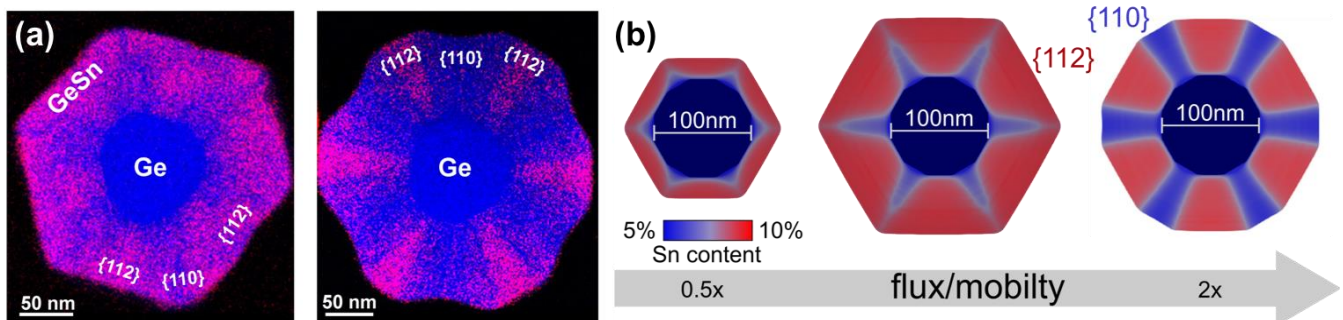 (a)
GeSn
Ge
{112}
{110}
{112}
50 nm
{112}
{110}
{112}
Ge
50 nm
(b)
100nm
100nm
{112}
{110}
100nm
5%
10%
Sn content
0.5x
flux/mobilty
2x